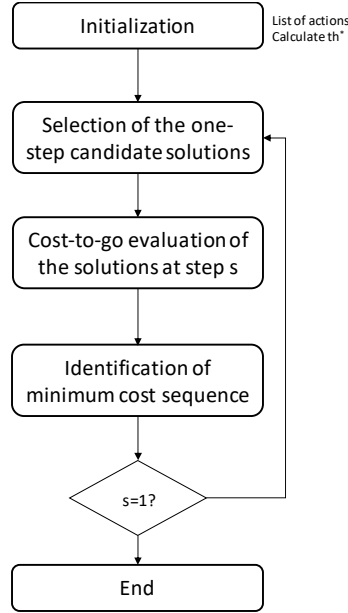 Initialization
List of actions
Calculate th*
Selection of the one-
step candidate solutions
Cost-to-go evaluation of
the solutions at step s
Identification of
minimum cost sequence
s=1?
End